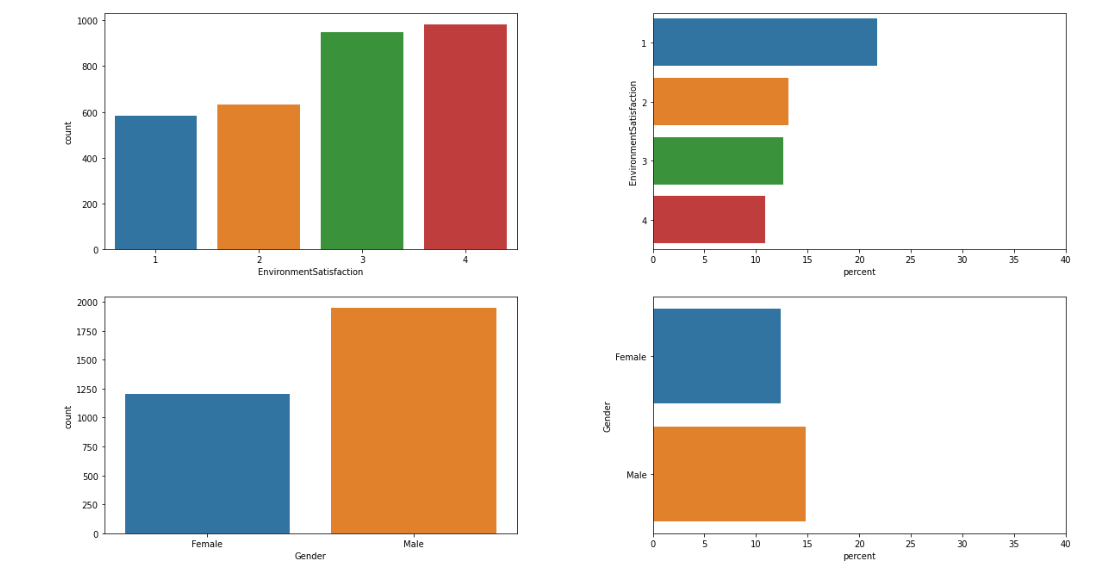 count
1000
800
600
400
200
0
1 2 3 4
EnvironmentSatisfaction
EnvironmentSatisfaction
1
2
3
4
0 5 10 15 20 25 30 35 40
percent
count
2000
1750
1500
1250
1000
750
500
250
0
Female Male
Gender
Gender
Female
Male
0 5 10 15 20 25 30 35 40
percent